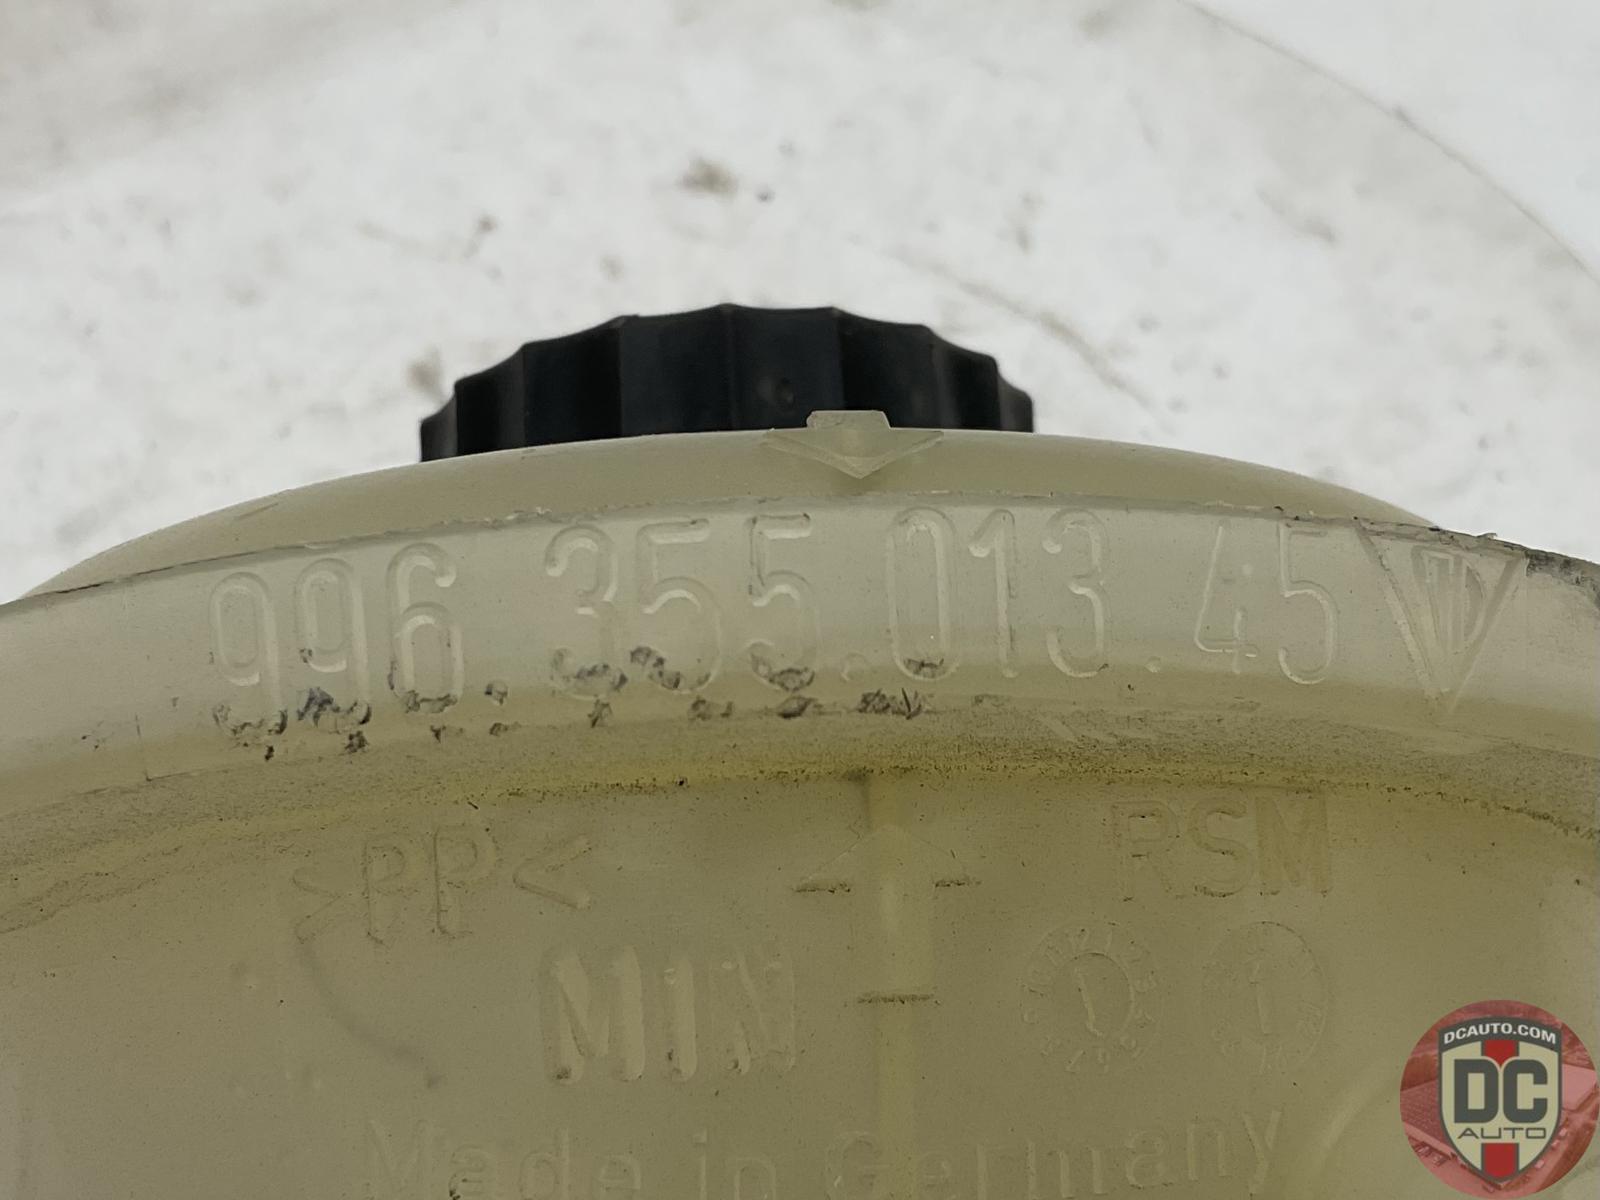 996.355.013.45
>PP<
RSM
MIN
Made in Germany
DCAUTO.COM
DC
AUTO